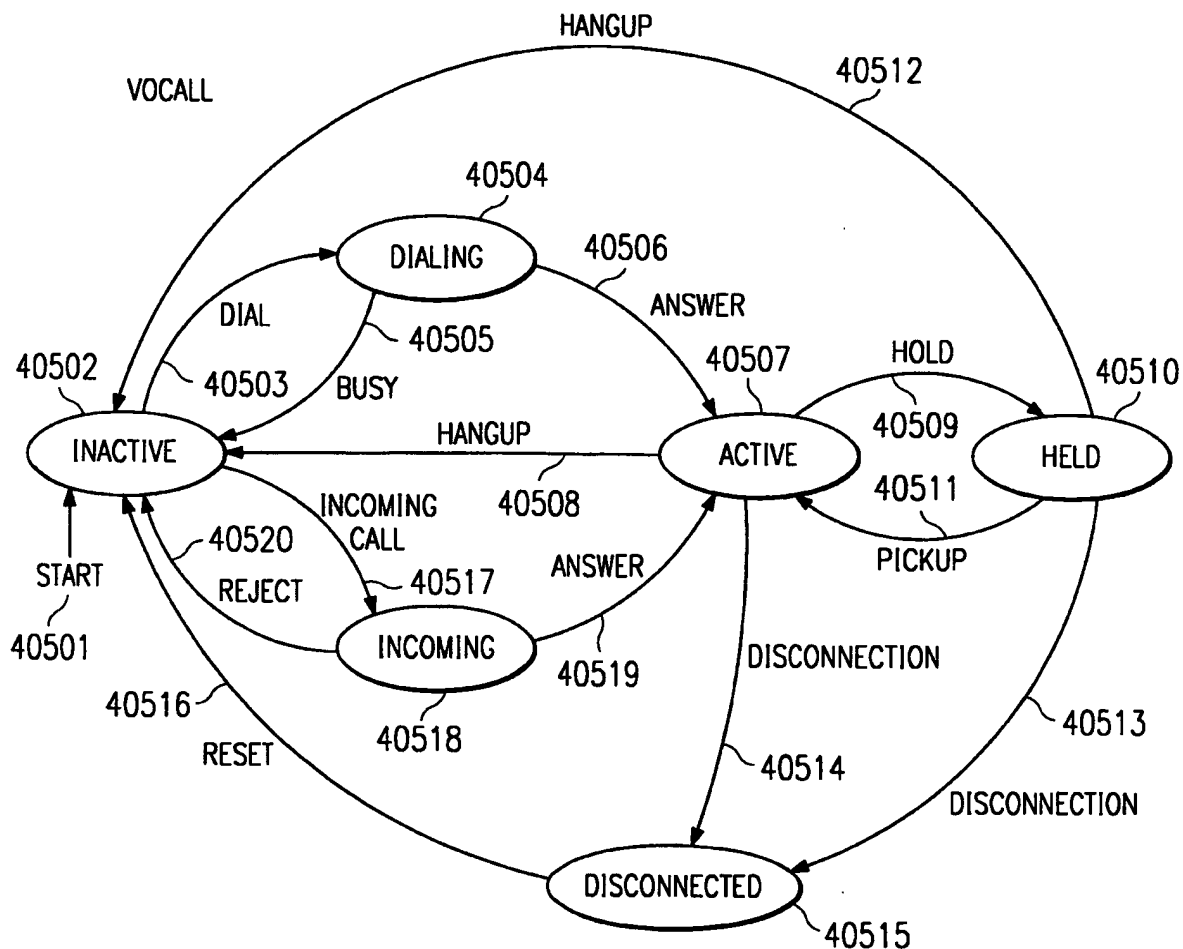 HANGUP
40512
VOCALL
40504
DIALING
40506
DIAL
40505
ANSWER
40502
40503
BUSY
40507
HOLD
40510
40509
INACTIVE
HANGUP
ACTIVE
HELD
40508
40511
INCOMING
CALL
40520
PICKUP
START
REJECT
40517
ANSWER
40501
INCOMING
40519
DISCONNECTION
40516
40518
40513
RESET
40514
DISCONNECTION
DISCONNECTED
40515